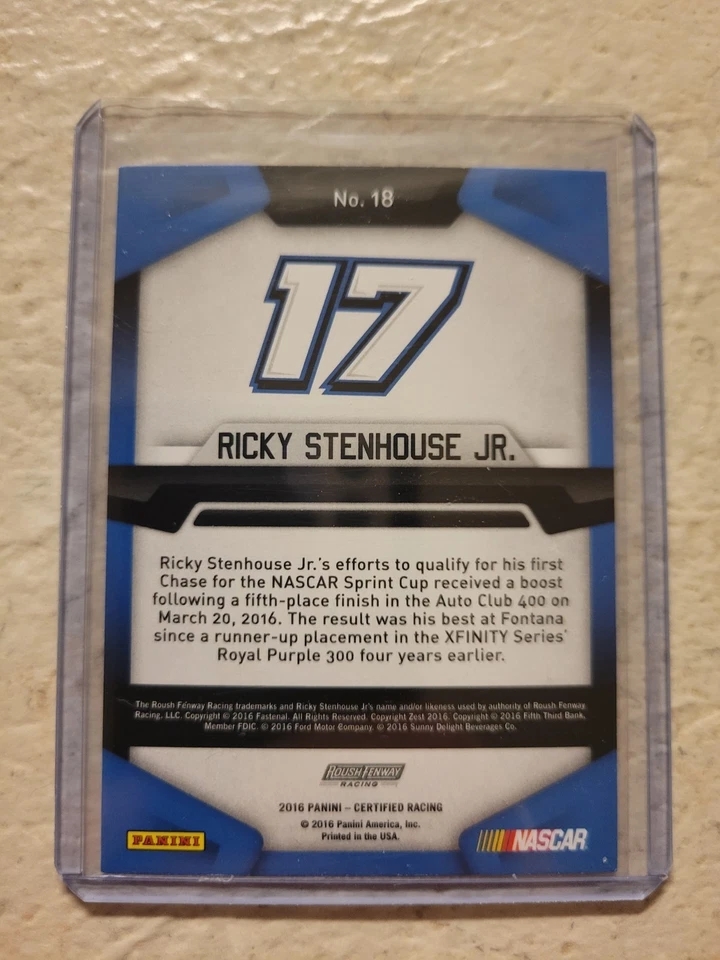 No. 18
17
RICKY STENHOUSE JR.
Ricky Stenhouse Jr.'s efforts to qualify for his first
Chase for the NASCAR Sprint Cup received a boost
following a fifth-place finish in the Auto Club 400 on
March 20, 2016. The result was his best at Fontana
since a runner-up placement in the XFINITY Series'
Royal Purple 300 four years earlier.
The Roush Fenway Racing trademarks and Ricky Stenhouse Jr's name and/or likeness used by authority of Roush Fenway
Racing, LLC. Copyright © 2016 Fastenal. All Rights Reserved. Copyright Zest 2016. Copyright © 2016 Fifth Third Bank,
Member FDIC. © 2016 Ford Motor Company. © 2016 Sunny Delight Beverages Co.
ROUSH FENWAY
RACING
2016 PANINI – CERTIFIED RACING
© 2016 Panini America, Inc.
Printed in the USA.
PANINI
NASCAR